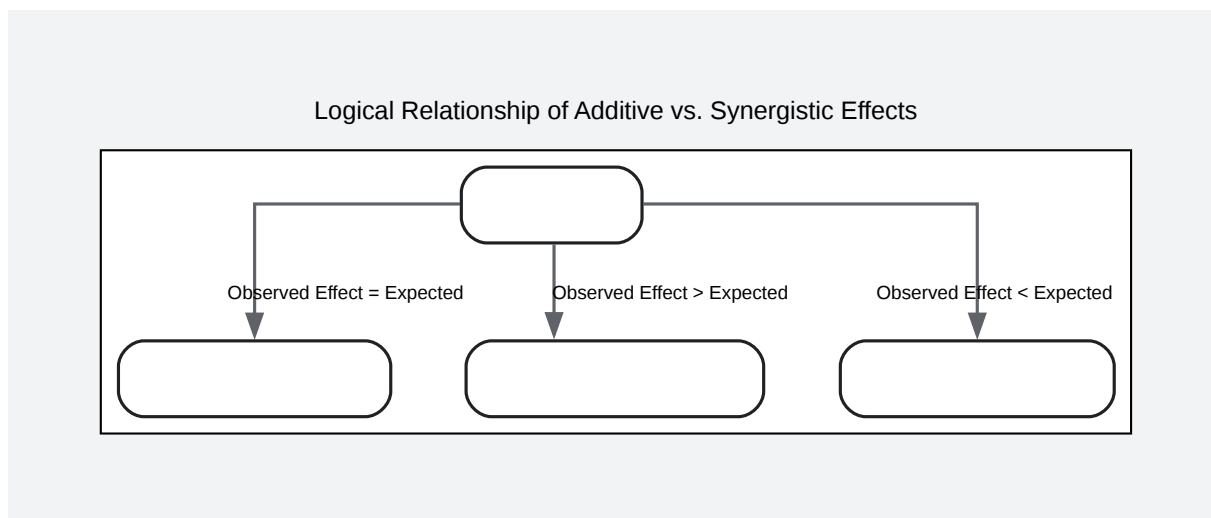 Logical Relationship of Additive vs. Synergistic Effects
Observed Effect = Expected
Observed Effect > Expected
Observed Effect < Expected